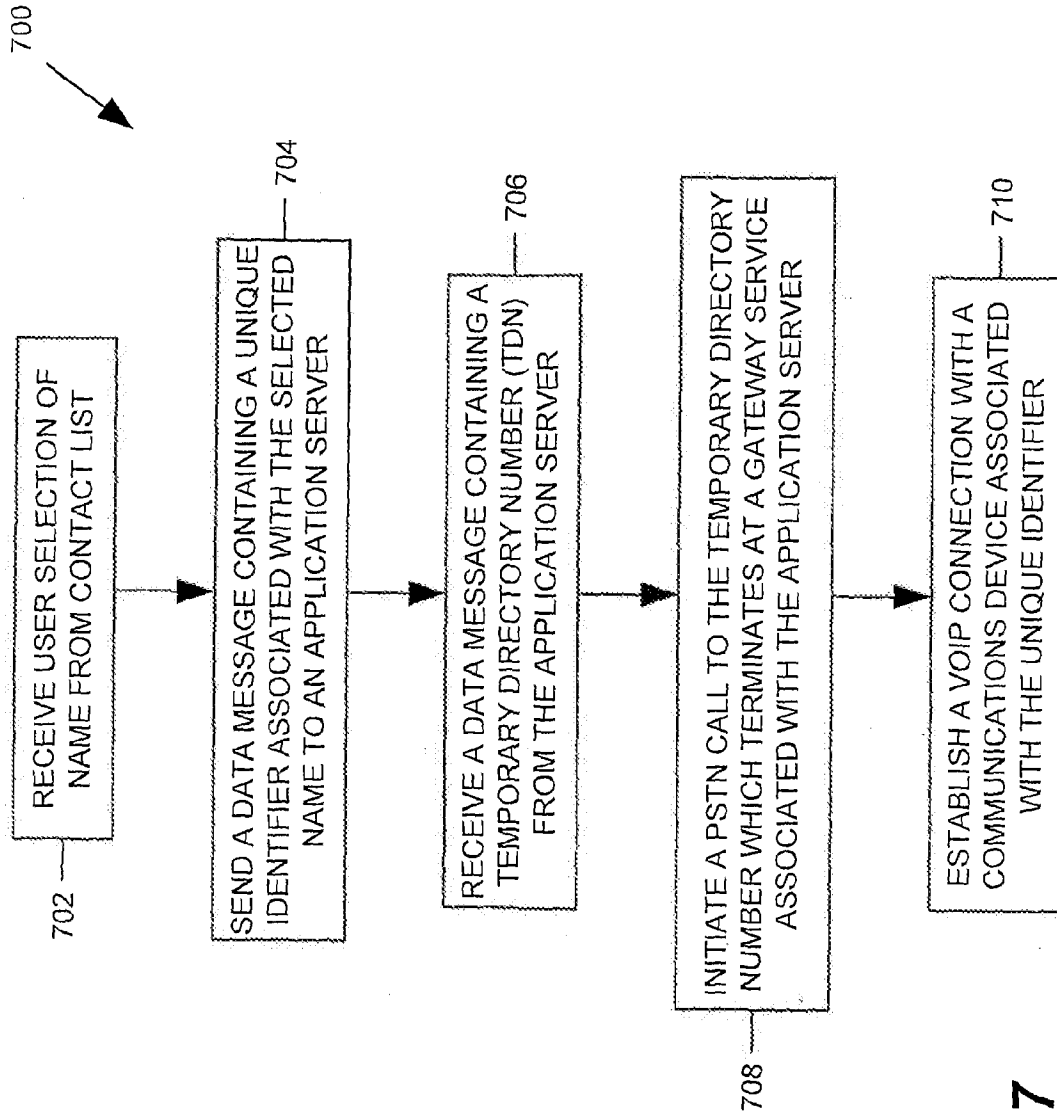 700
RECEIVE USER SELECTION OF
NAME FROM CONTACT LIST
702
SEND A DATA MESSAGE CONTAINING A UNIQUE
IDENTIFIER ASSOCIATED WITH THE SELECTED
NAME TO AN APPLICATION SERVER
704
RECEIVE A DATA MESSAGE CONTAINING A
TEMPORARY DIRECTORY NUMBER (TDN)
FROM THE APPLICATION SERVER
706
INITIATE A PSTN CALL TO THE TEMPORARY DIRECTORY
NUMBER WHICH TERMINATES AT A GATEWAY SERVICE
ASSOCIATED WITH THE APPLICATION SERVER
708
ESTABLISH A VOIP CONNECTION WITH A
COMMUNICATIONS DEVICE ASSOCIATED
WITH THE UNIQUE IDENTIFIER
710
7